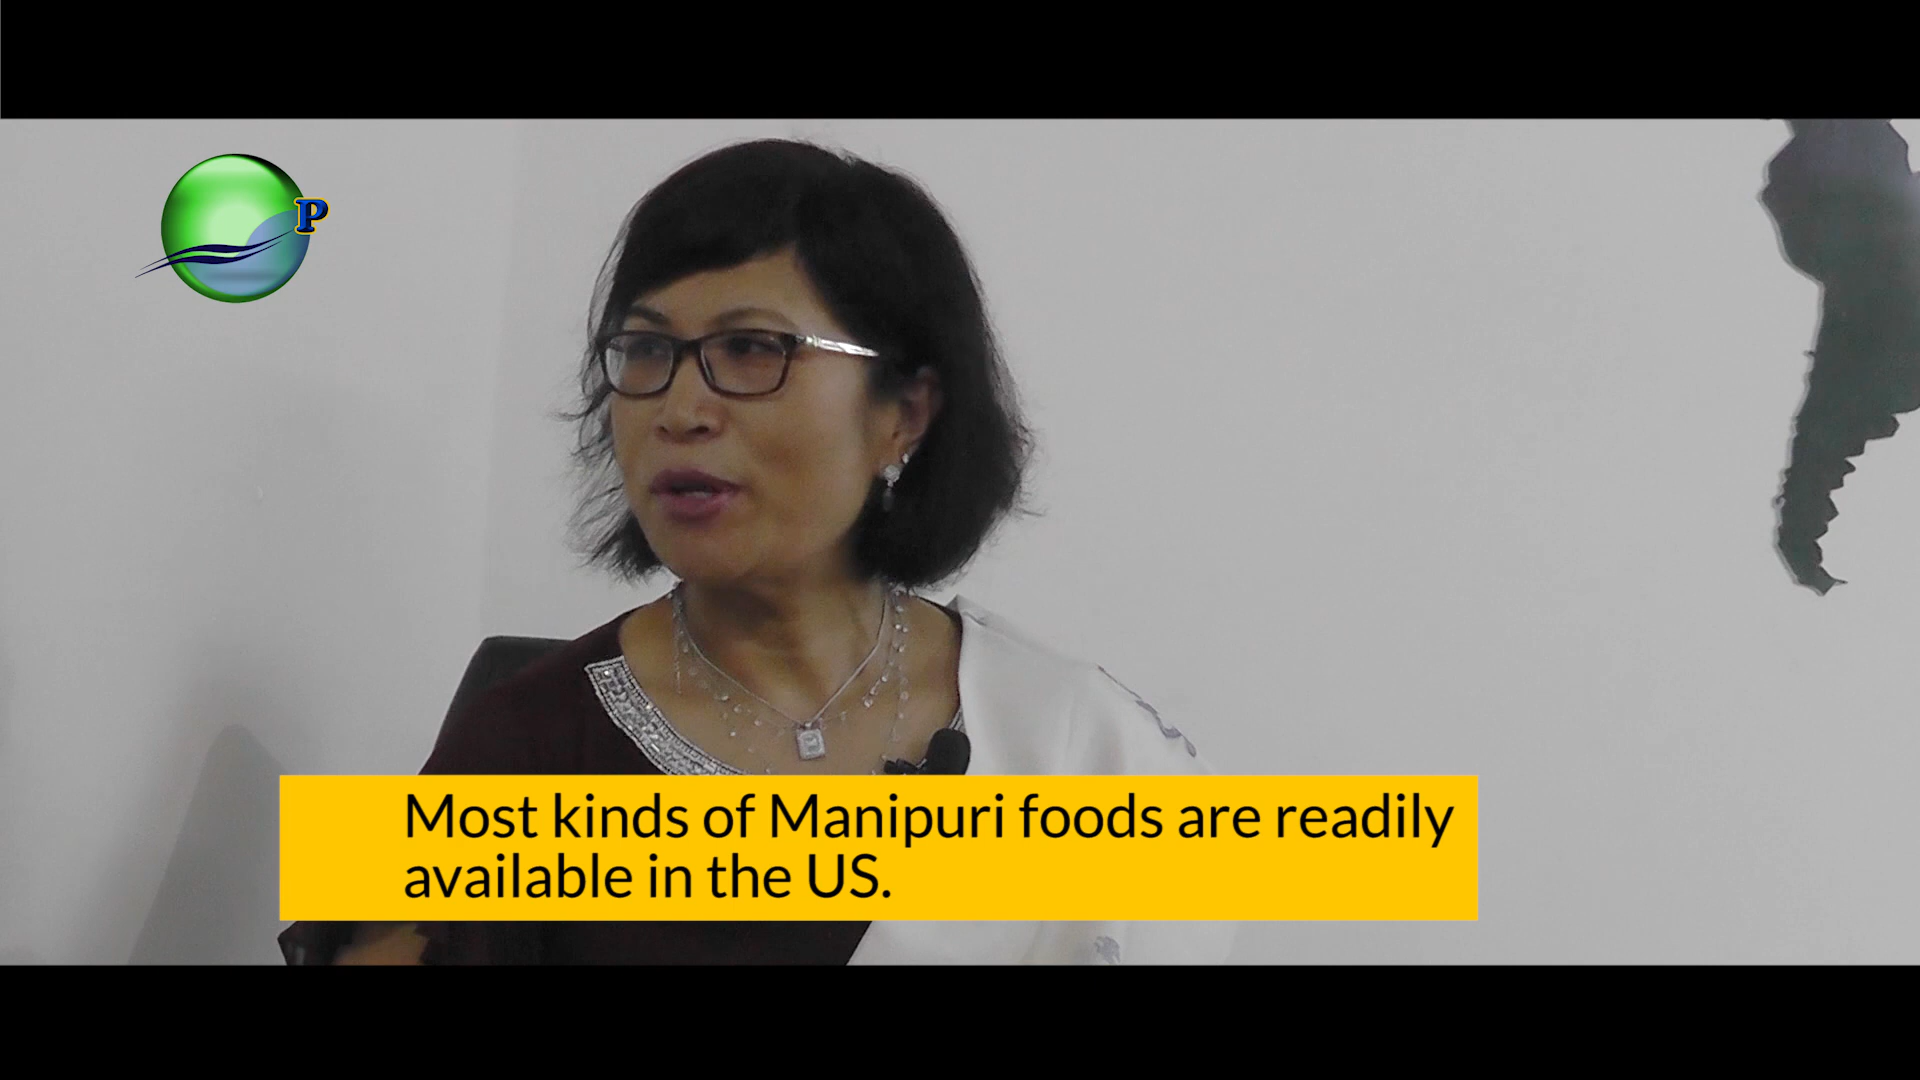 P
Most kinds of Manipuri foods are readily
available in the US.